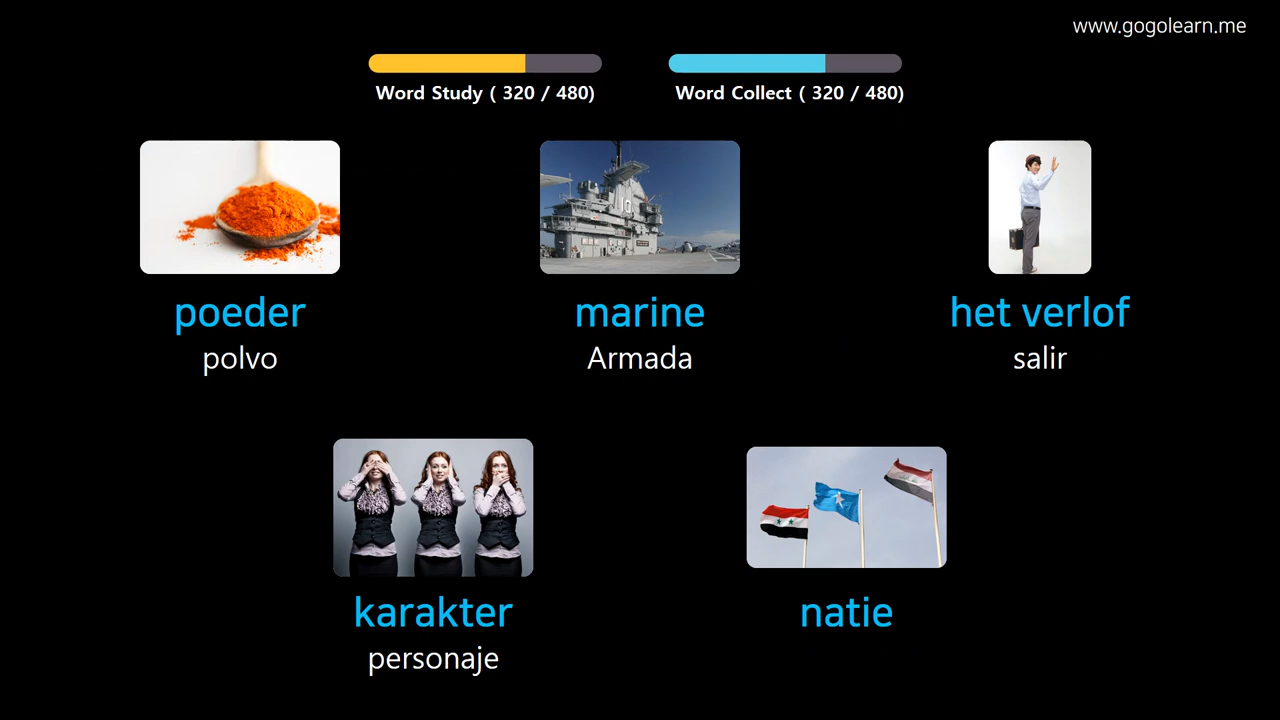 www.gogolearn.me
Word Study ( 320 / 480)
Word Collect ( 320 / 480)
poeder
polvo
marine
Armada
het verlof
salir
karakter
personaje
natie